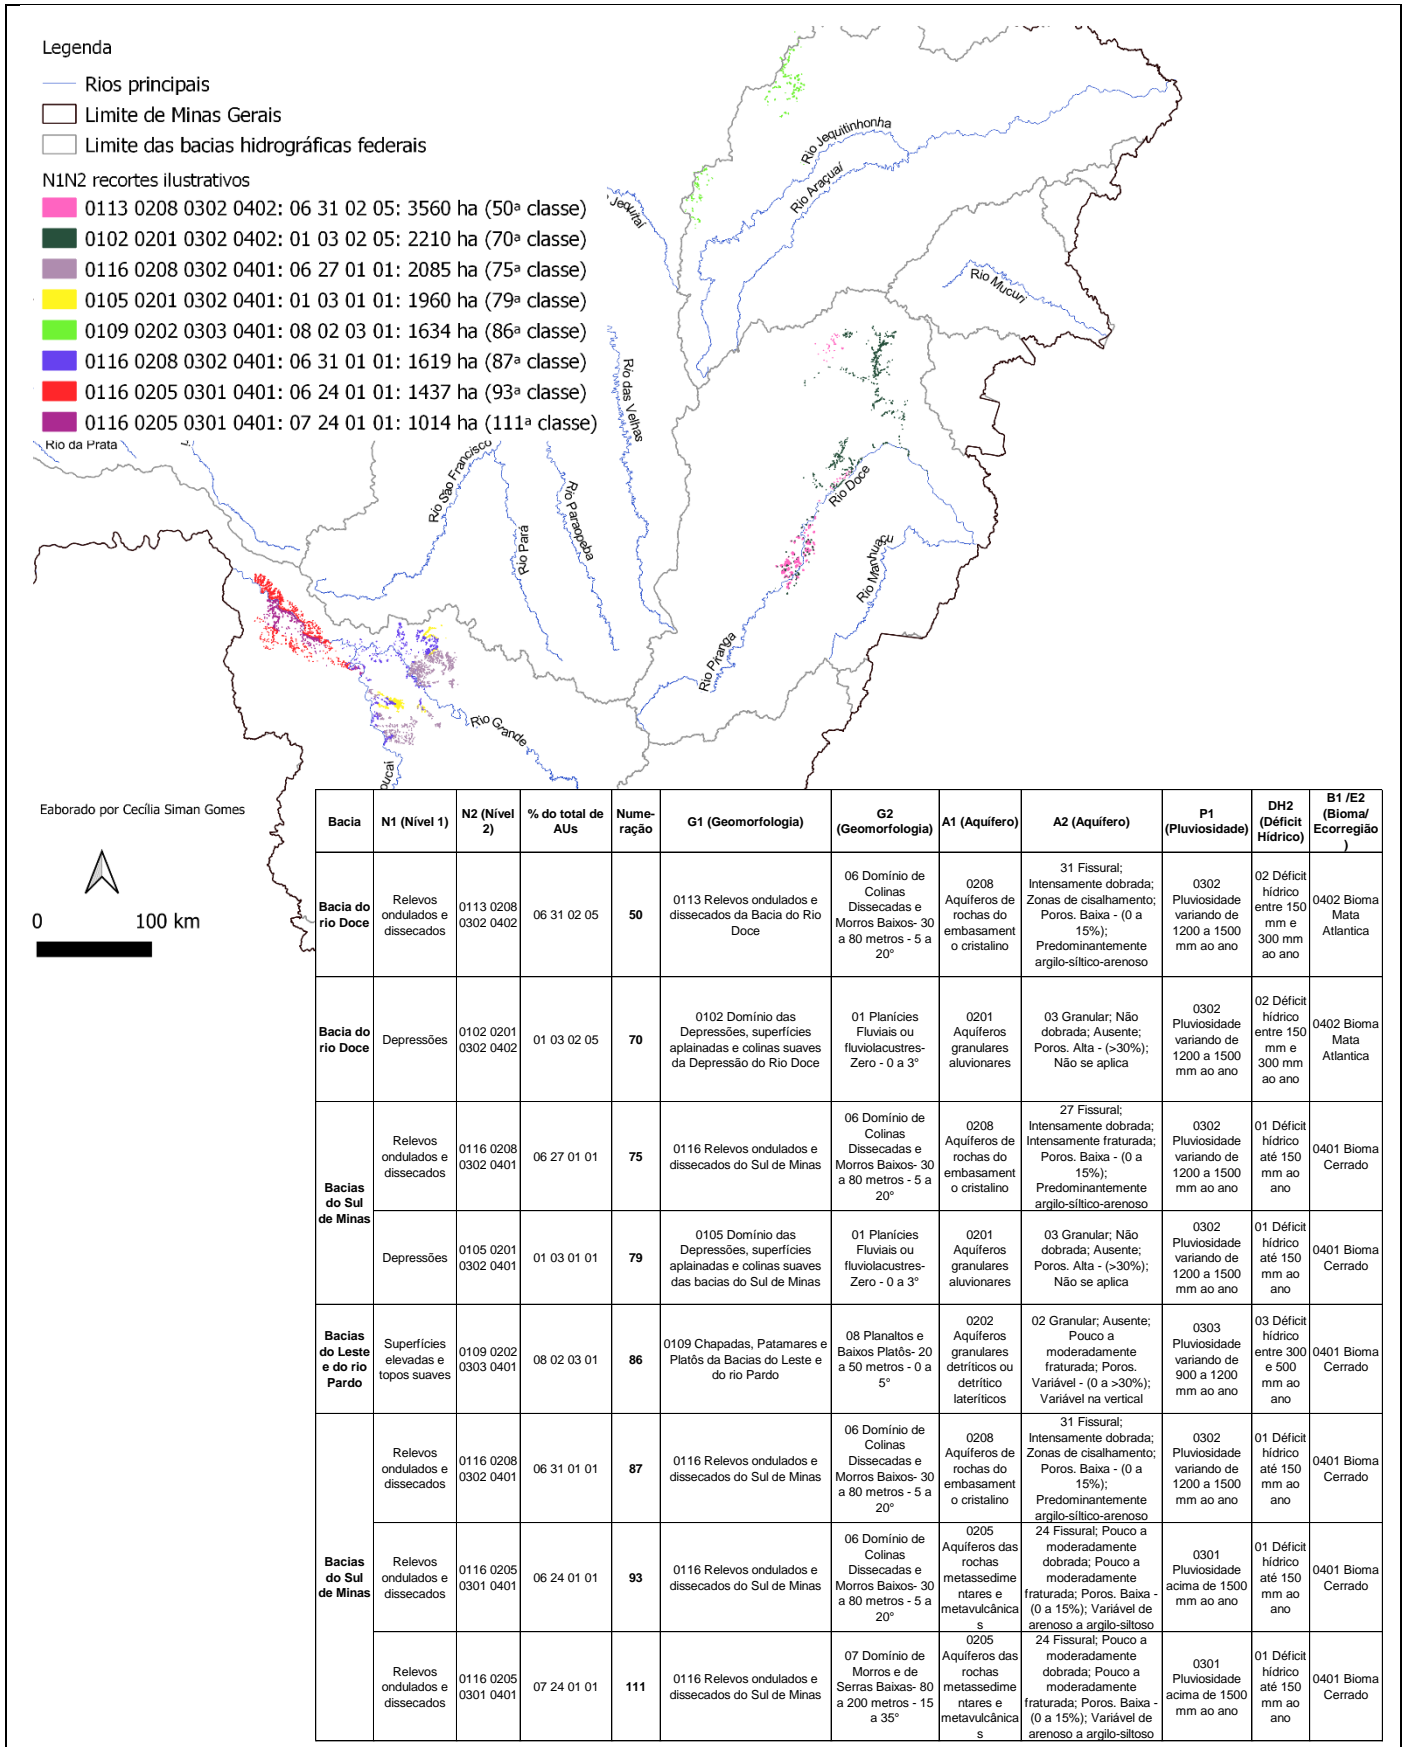 Legenda
Rios principais
Limite de Minas Gerais
Limite das bacias hidrográficas federais
N1N2 recortes ilustrativos
0113 0208 0302 0402: 06 31 02 05: 3560 ha (50ª classe)
0102 0201 0302 0402: 01 03 02 05: 2210 ha (70ª classe)
0116 0208 0302 0401: 06 27 01 01: 2085 ha (75ª classe)
0105 0201 0302 0401: 01 03 01 01: 1960 ha (79ª classe)
0109 0202 0303 0401: 08 02 03 01: 1634 ha (86ª classe)
0116 0208 0302 0401: 06 31 01 01: 1619 ha (87ª classe)
0116 0205 0301 0401: 06 24 01 01: 1437 ha (93ª classe)
0116 0205 0301 0401: 07 24 01 01: 1014 ha (111ª classe)
Rio Jequitinhonha
Rio Araçuaí
Jequitaí
Rio Mucuri
Rio das Velhas
Rio da Prata
Rio São Francisco
Rio Pará
Rio Paraopeba
Rio Doce
Rio Manhuaçu
Rio Piranga
Rio Grande
pucaí
Eaborado por Cecília Siman Gomes
0 100 km
Bacia
N1 (Nível 1)
N2 (Nível
2)
% do total de
AUs
Nume-
ração
G1 (Geomorfologia)
G2
(Geomorfologia)
A1 (Aquífero)
A2 (Aquífero)
P1
(Pluviosidade)
DH2
(Déficit
Hídrico)
B1 /E2
(Bioma/
Ecorregião
)
Bacia do
rio Doce
Relevos
ondulados e
dissecados
0113 0208
0302 0402
06 31 02 05
50
0113 Relevos ondulados e
dissecados da Bacia do Rio
Doce
06 Domínio de
Colinas
Dissecadas e
Morros Baixos- 30
a 80 metros - 5 a
20°
0208
Aquíferos de
rochas do
embasament
o cristalino
31 Fissural;
Intensamente dobrada;
Zonas de cisalhamento;
Poros. Baixa - (0 a
15%);
Predominantemente
argilo-síltico-arenoso
0302
Pluviosidade
variando de
1200 a 1500
mm ao ano
02 Déficit
hídrico
entre 150
mm e
300 mm
ao ano
0402 Bioma
Mata
Atlantica
Bacia do
rio Doce
Depressões
0102 0201
0302 0402
01 03 02 05
70
0102 Domínio das
Depressões, superfícies
aplainadas e colinas suaves
da Depressão do Rio Doce
01 Planícies
Fluviais ou
fluviolacustres-
Zero - 0 a 3°
0201
Aquíferos
granulares
aluvionares
03 Granular; Não
dobrada; Ausente;
Poros. Alta - (>30%);
Não se aplica
0302
Pluviosidade
variando de
1200 a 1500
mm ao ano
02 Déficit
hídrico
entre 150
mm e
300 mm
ao ano
0402 Bioma
Mata
Atlantica
Bacias
do Sul
de Minas
Relevos
ondulados e
dissecados
0116 0208
0302 0401
06 27 01 01
75
0116 Relevos ondulados e
dissecados do Sul de Minas
06 Domínio de
Colinas
Dissecadas e
Morros Baixos- 30
a 80 metros - 5 a
20°
0208
Aquíferos de
rochas do
embasament
o cristalino
27 Fissural;
Intensamente dobrada;
Intensamente fraturada;
Poros. Baixa - (0 a
15%);
Predominantemente
argilo-síltico-arenoso
0302
Pluviosidade
variando de
1200 a 1500
mm ao ano
01 Déficit
hídrico
até 150
mm ao
ano
0401 Bioma
Cerrado
Depressões
0105 0201
0302 0401
01 03 01 01
79
0105 Domínio das
Depressões, superfícies
aplainadas e colinas suaves
das bacias do Sul de Minas
01 Planícies
Fluviais ou
fluviolacustres-
Zero - 0 a 3°
0201
Aquíferos
granulares
aluvionares
03 Granular; Não
dobrada; Ausente;
Poros. Alta - (>30%);
Não se aplica
0302
Pluviosidade
variando de
1200 a 1500
mm ao ano
01 Déficit
hídrico
até 150
mm ao
ano
0401 Bioma
Cerrado
Bacias
do Leste
e do rio
Pardo
Superfícies
elevadas e
topos suaves
0109 0202
0303 0401
08 02 03 01
86
0109 Chapadas, Patamares e
Platôs da Bacias do Leste e
do rio Pardo
08 Planaltos e
Baixos Platôs- 20
a 50 metros - 0 a
5°
0202
Aquíferos
granulares
detríticos ou
detrítico
lateríticos
02 Granular; Ausente;
Pouco a
moderadamente
fraturada; Poros.
Variável - (0 a >30%);
Variável na vertical
0303
Pluviosidade
variando de
900 a 1200
mm ao ano
03 Déficit
hídrico
entre 300
e 500
mm ao
ano
0401 Bioma
Cerrado
Bacias
do Sul
de Minas
Relevos
ondulados e
dissecados
0116 0208
0302 0401
06 31 01 01
87
0116 Relevos ondulados e
dissecados do Sul de Minas
06 Domínio de
Colinas
Dissecadas e
Morros Baixos- 30
a 80 metros - 5 a
20°
0208
Aquíferos de
rochas do
embasament
o cristalino
31 Fissural;
Intensamente dobrada;
Zonas de cisalhamento;
Poros. Baixa - (0 a
15%);
Predominantemente
argilo-síltico-arenoso
0302
Pluviosidade
variando de
1200 a 1500
mm ao ano
01 Déficit
hídrico
até 150
mm ao
ano
0401 Bioma
Cerrado
Relevos
ondulados e
dissecados
0116 0205
0301 0401
06 24 01 01
93
0116 Relevos ondulados e
dissecados do Sul de Minas
06 Domínio de
Colinas
Dissecadas e
Morros Baixos- 30
a 80 metros - 5 a
20°
0205
Aquíferos das
rochas
metassedime
ntares e
metavulcânica
s
24 Fissural; Pouco a
moderadamente
dobrada; Pouco a
moderadamente
fraturada; Poros. Baixa -
(0 a 15%); Variável de
arenoso a argilo-siltoso
0301
Pluviosidade
acima de 1500
mm ao ano
01 Déficit
hídrico
até 150
mm ao
ano
0401 Bioma
Cerrado
Relevos
ondulados e
dissecados
0116 0205
0301 0401
07 24 01 01
111
0116 Relevos ondulados e
dissecados do Sul de Minas
07 Domínio de
Morros e de
Serras Baixas- 80
a 200 metros - 15
a 35°
0205
Aquíferos das
rochas
metassedime
ntares e
metavulcânica
s
24 Fissural; Pouco a
moderadamente
dobrada; Pouco a
moderadamente
fraturada; Poros. Baixa -
(0 a 15%); Variável de
arenoso a argilo-siltoso
0301
Pluviosidade
acima de 1500
mm ao ano
01 Déficit
hídrico
até 150
mm ao
ano
0401 Bioma
Cerrado